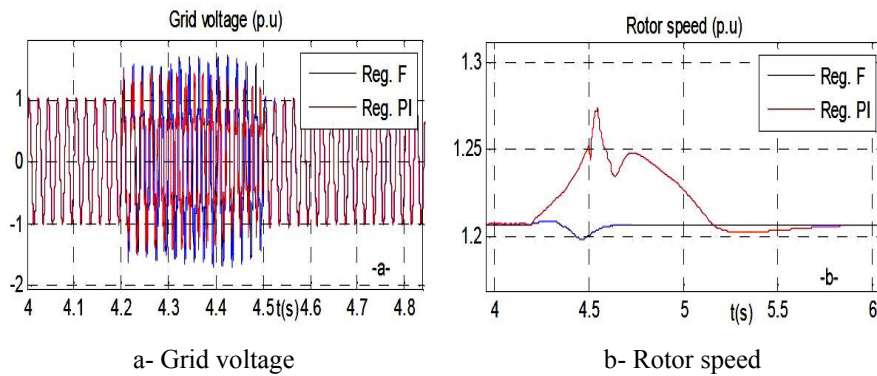 Grid voltage (p.u)
Reg. F
Reg. PI
1
0
-1
-2
-a-
4 4.1 4.2 4.3 4.4 4.5 t(s) 4.6 4.7 4.8
a- Grid voltage
Rotor speed (p.u)
Reg. F
Reg. PI
1.3
1.25
1.2
-b-
4 4.5 5 t(s) 5.5 6
b- Rotor speed